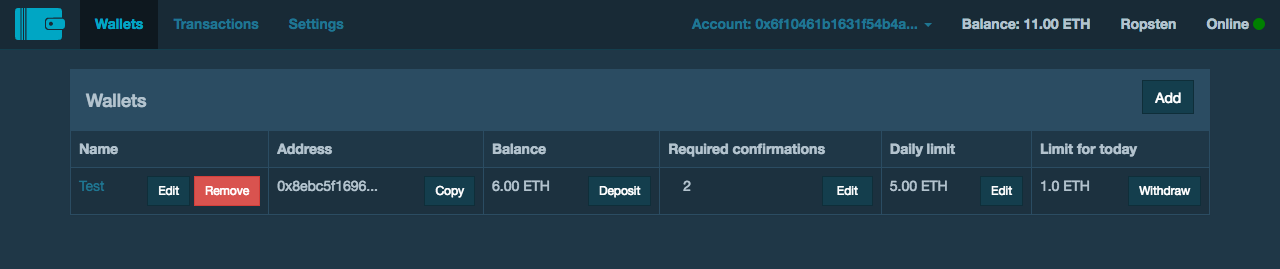 Wallets Transactions Settings Account: 0x6f10461b1631f54b4a... Balance: 11.00 ETH Ropsten Online
Wallets Add
Name Address Balance Required confirmations Daily limit Limit for today
Test Edit Remove 0x8ebc5f1696... Copy 6.00 ETH Deposit 2 Edit 5.00 ETH Edit 1.0 ETH Withdraw